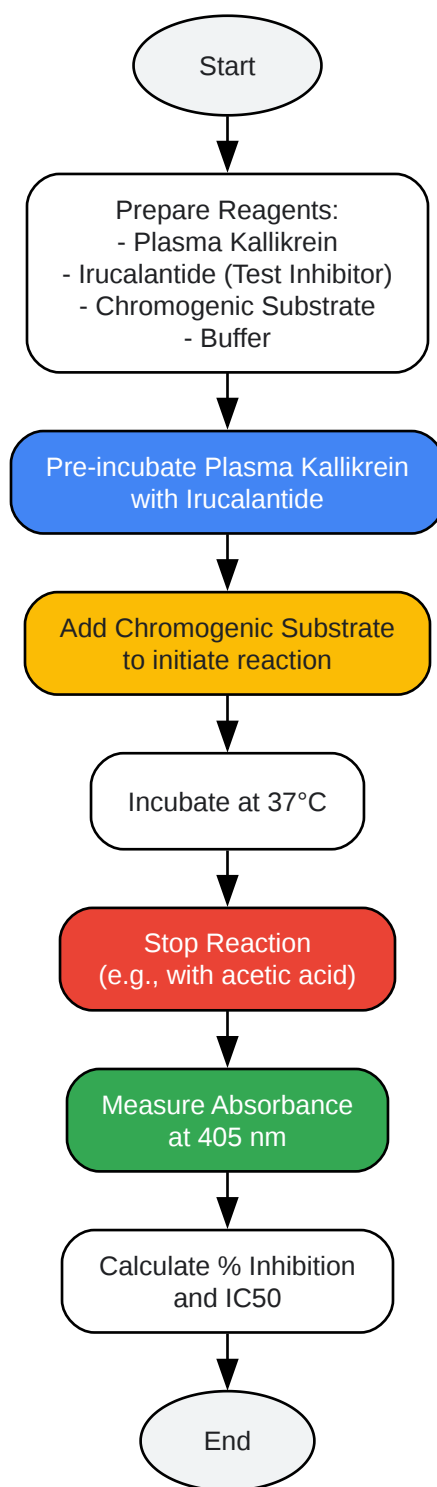 Start
Prepare Reagents:
- Plasma Kallikrein
- Irucalantide (Test Inhibitor)
- Chromogenic Substrate
- Buffer
Pre-incubate Plasma Kallikrein
with Irucalantide
Add Chromogenic Substrate
to initiate reaction
Incubate at 37°C
Stop Reaction
(e.g., with acetic acid)
Measure Absorbance
at 405 nm
Calculate % Inhibition
and IC50
End